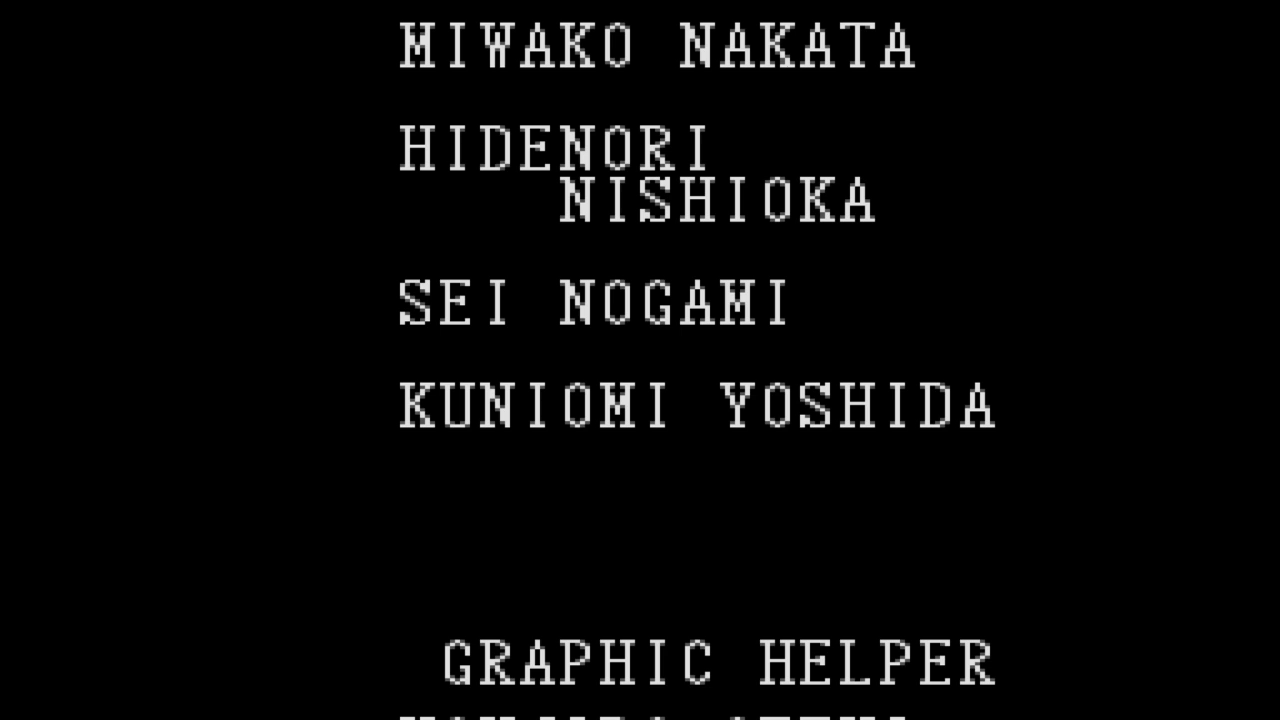 MIWAKO NAKATA
HIDENORI
NISHIOKA
SEI NOGAMI
KUNIOMI YOSHIDA
GRAPHIC HELPER